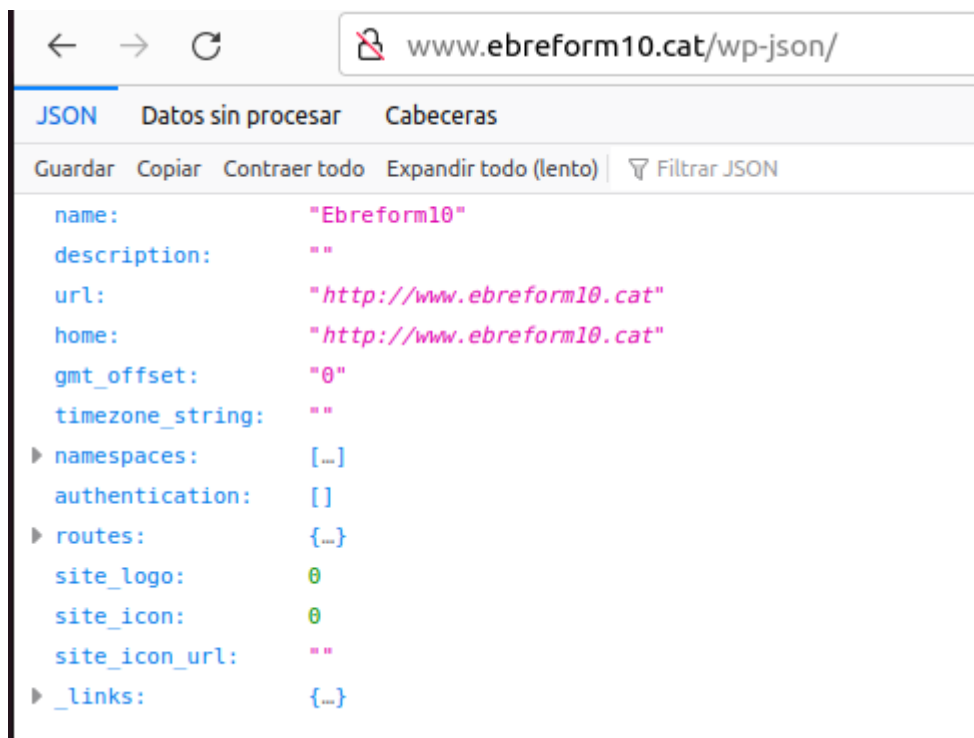 www.ebreform10.cat/wp-json/
JSON Datos sin procesar Cabeceras
Guardar Copiar Contraer todo Expandir todo (lento) Filtrar JSON
name: "Ebreform10"
description: ""
url: "http://www.ebreform10.cat"
home: "http://www.ebreform10.cat"
gmt_offset: "0"
timezone_string: ""
namespaces: […]
authentication: []
routes: {…}
site_logo: 0
site_icon: 0
site_icon_url: ""
_links: {…}